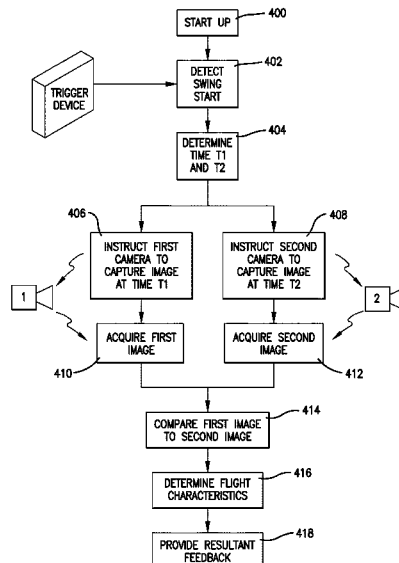 START UP
400
DETECT
SWING
START
402
TRIGGER
DEVICE
DETERMINE
TIME T1
AND T2
404
406
INSTRUCT FIRST
CAMERA TO
CAPTURE IMAGE
AT TIME T1
408
INSTRUCT SECOND
CAMERA TO
CAPTURE IMAGE
AT TIME T2
1
2
ACQUIRE FIRST
IMAGE
410
ACQUIRE SECOND
IMAGE
412
COMPARE FIRST IMAGE
TO SECOND IMAGE
414
DETERMINE FLIGHT
CHARACTERISTICS
416
PROVIDE RESULTANT
FEEDBACK
418